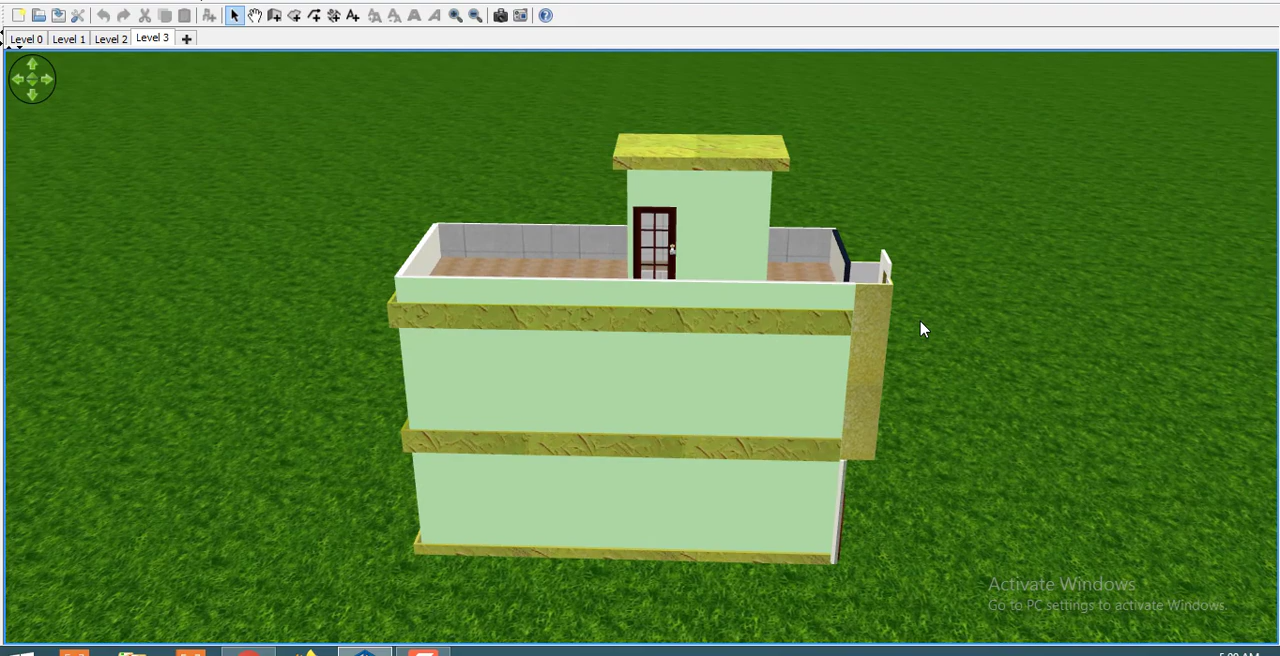 Level 0 Level 1 Level 2 Level 3
Activate Windows
Go to PC settings to activate Windows.